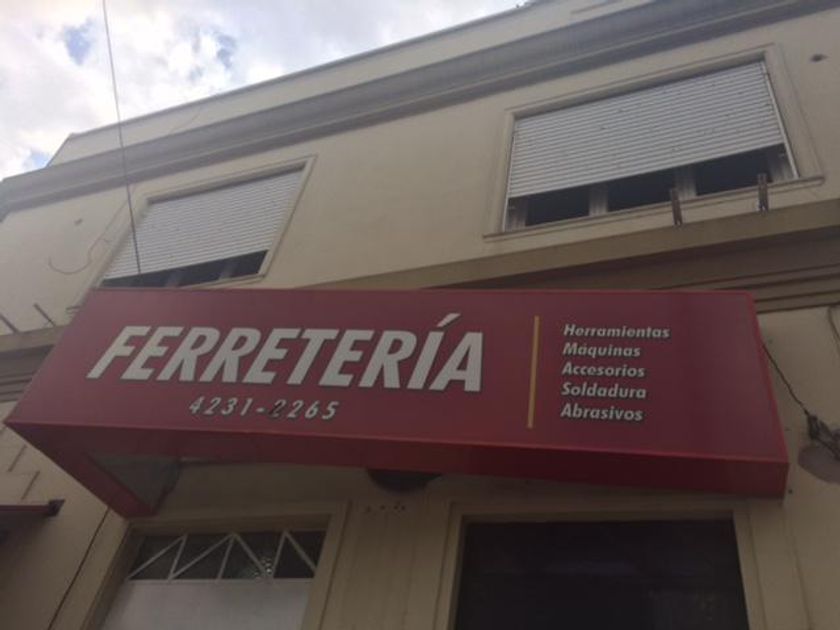 FERRETERÍA
4231-2265
Herramientas
Máquinas
Accesorios
Soldadura
Abrasivos